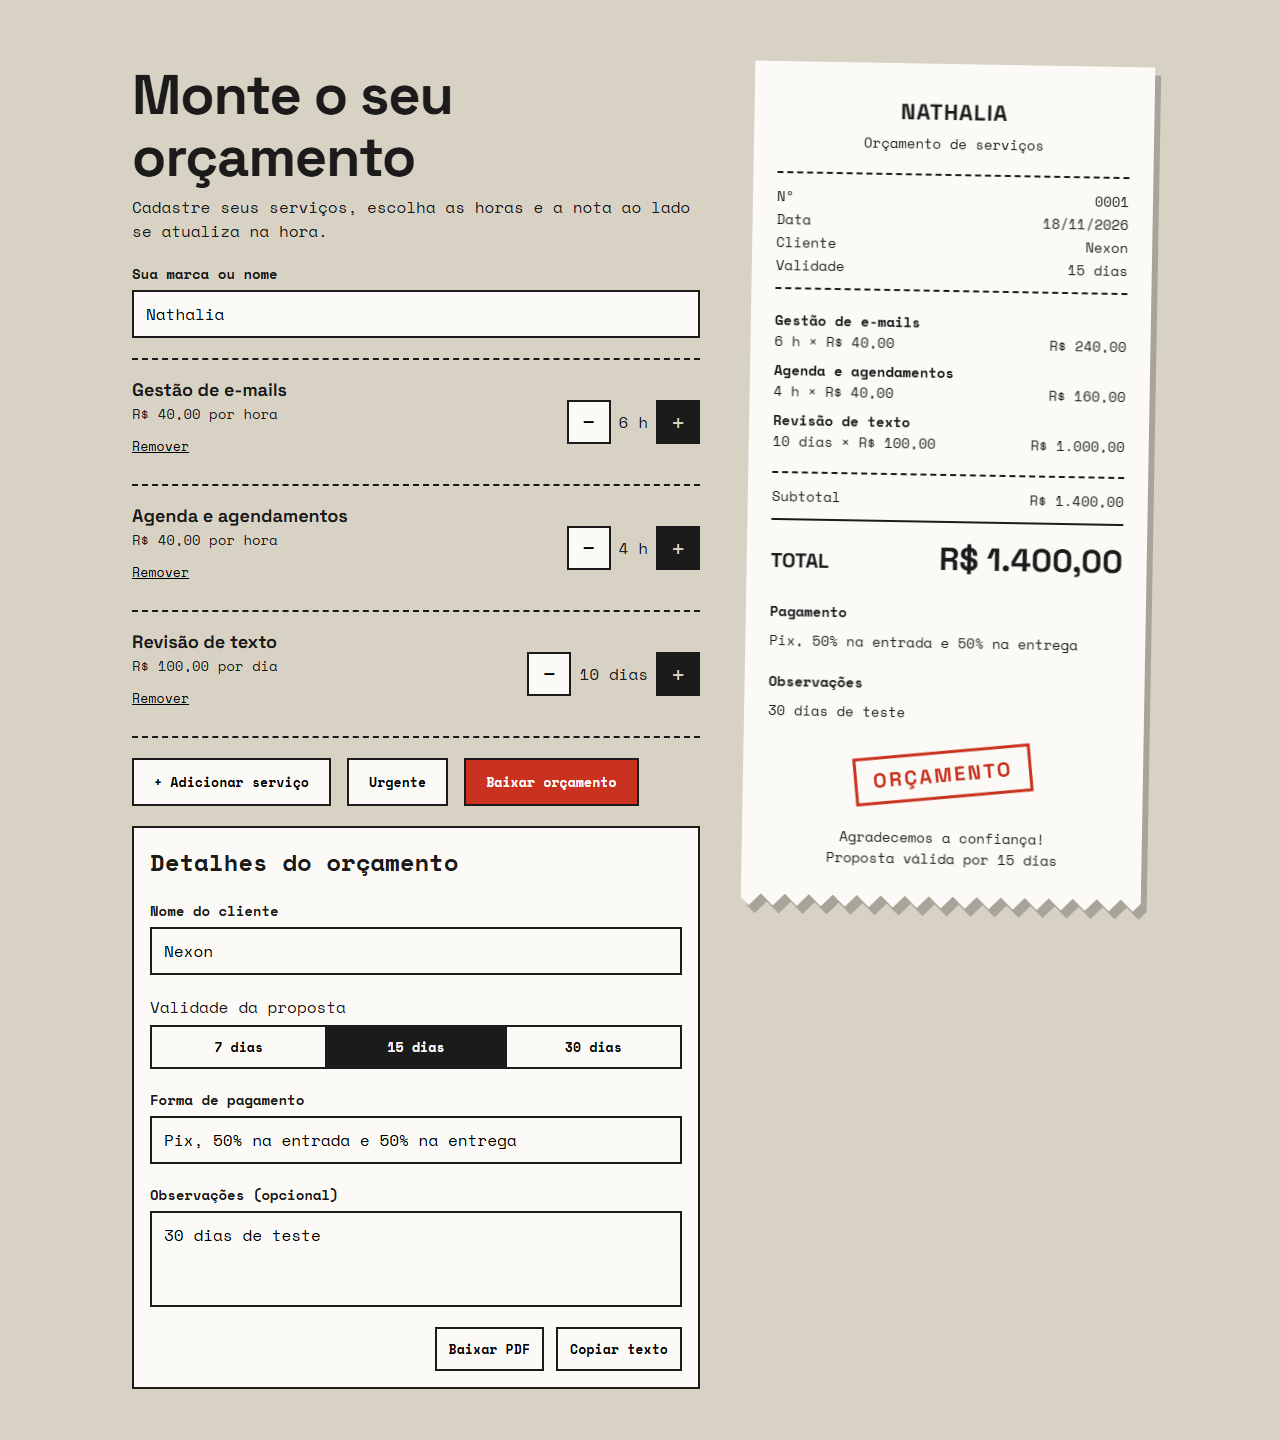 Monte o seu
orçamento
Cadastre seus serviços, escolha as horas e a nota ao lado
se atualiza na hora.
Sua marca ou nome
Nathalia
Gestão de e-mails
R$ 40,00 por hora
Remover
− 6 h +
Agenda e agendamentos
R$ 40,00 por hora
Remover
− 4 h +
Revisão de texto
R$ 100,00 por dia
Remover
− 10 dias +
+ Adicionar serviço
Urgente
Baixar orçamento
Detalhes do orçamento
Nome do cliente
Nexon
Validade da proposta
7 dias
15 dias
30 dias
Forma de pagamento
Pix, 50% na entrada e 50% na entrega
Observações (opcional)
30 dias de teste
Baixar PDF
Copiar texto
NATHALIA
Orçamento de serviços
Nº 0001
Data 18/11/2026
Cliente Nexon
Validade 15 dias
Gestão de e-mails
6 h × R$ 40,00 R$ 240,00
Agenda e agendamentos
4 h × R$ 40,00 R$ 160,00
Revisão de texto
10 dias × R$ 100,00 R$ 1.000,00
Subtotal R$ 1.400,00
TOTAL R$ 1.400,00
Pagamento
Pix, 50% na entrada e 50% na entrega
Observações
30 dias de teste
ORÇAMENTO
Agradecemos a confiança!
Proposta válida por 15 dias